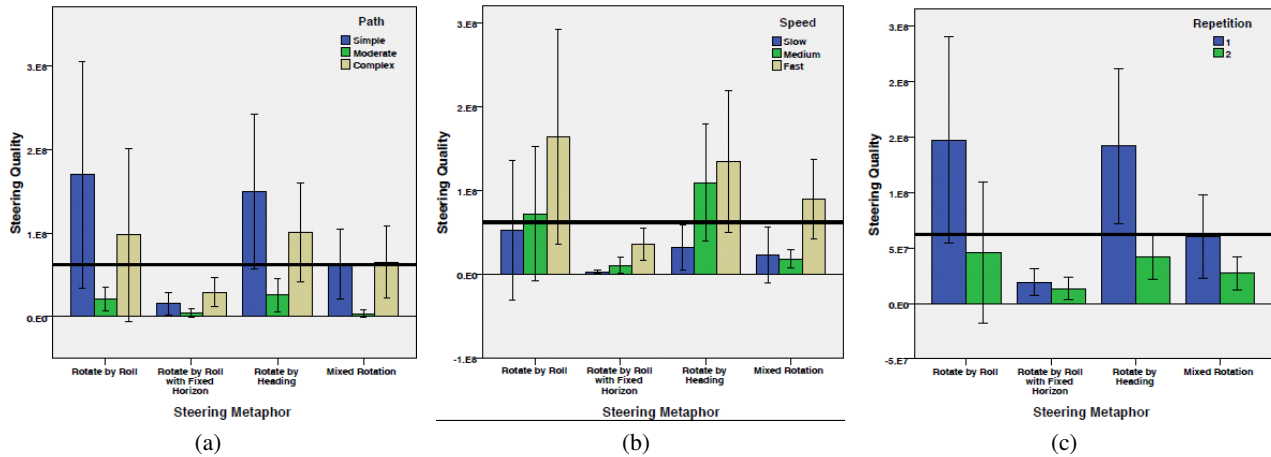 Path
Simple
Moderate
Complex
3.E8
2.E8
1.E8
0.E0
Steering Quality
Rotate by Roll
Rotate by Roll with Fixed Horizon
Rotate by Heading
Mixed Rotation
Steering Metaphor
(a)
Speed
Slow
Medium
Fast
3.E8
2.E8
1.E8
0.E0
-1.E8
Steering Quality
Rotate by Roll
Rotate by Roll with Fixed Horizon
Rotate by Heading
Mixed Rotation
Steering Metaphor
(b)
Repetition
1
2
3.E8
2.E8
2.E8
1.E8
5.E7
0.E0
-5.E7
Steering Quality
Rotate by Roll
Rotate by Roll with Fixed Horizon
Rotate by Heading
Mixed Rotation
Steering Metaphor
(c)